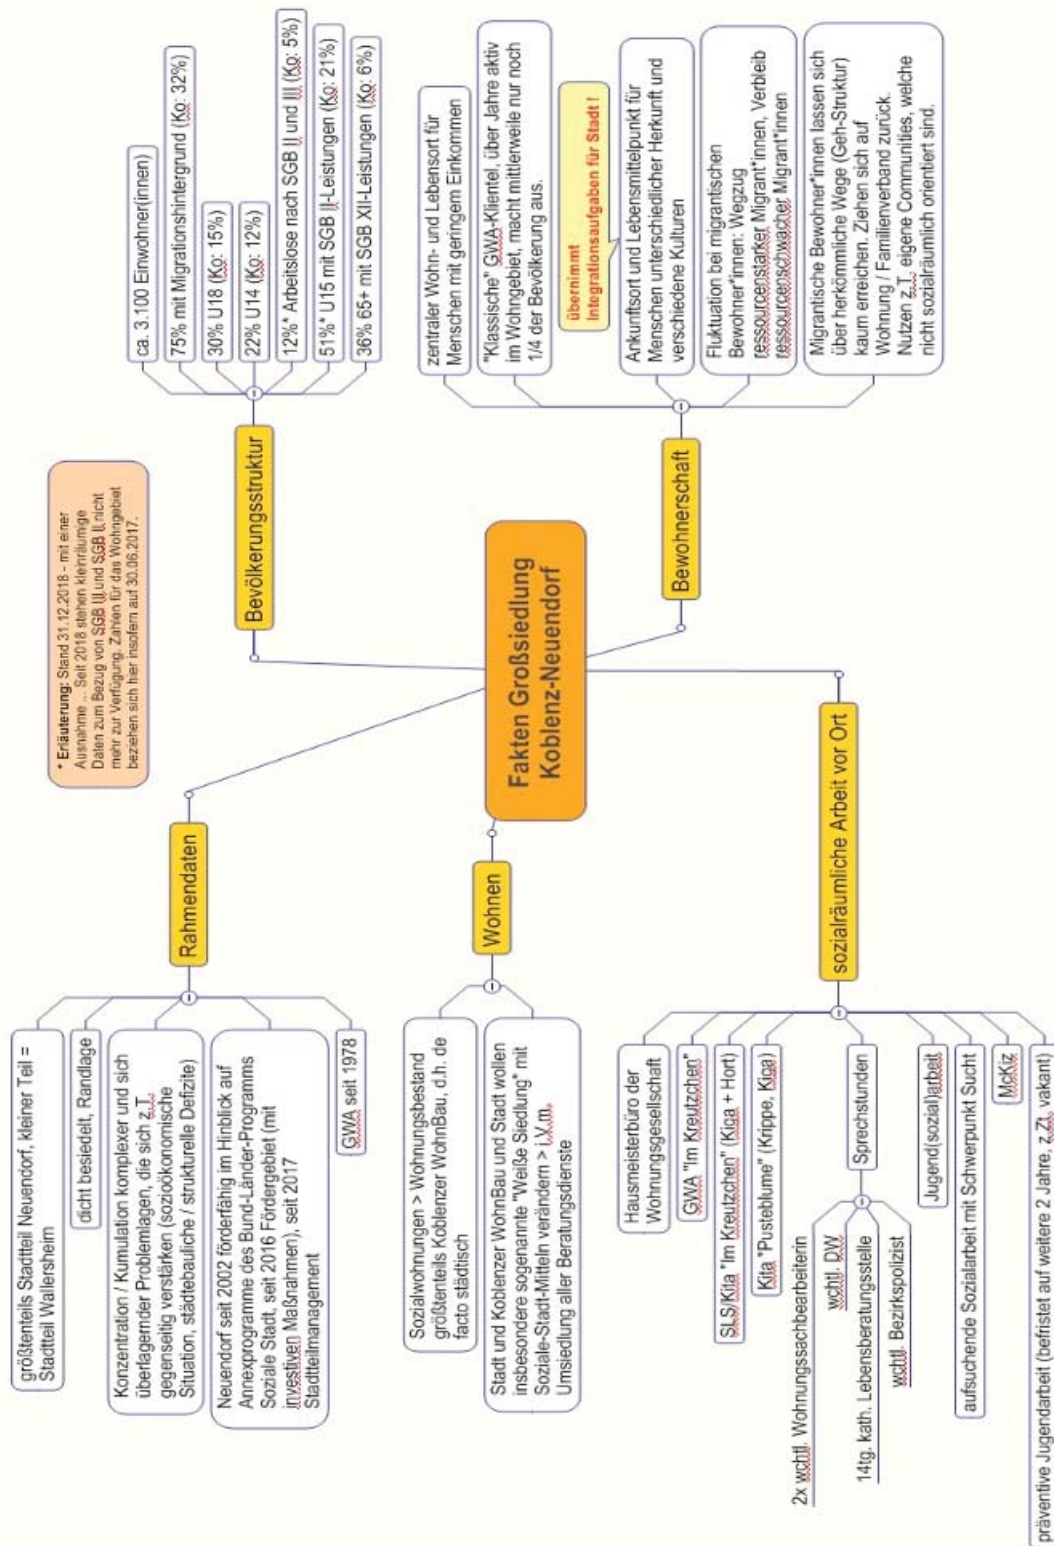 Fakten Großsiedlung
Koblenz-Neuendorf
Rahmendaten
größtenteils Stadtteil Neuendorf, kleiner Teil =
Stadtteil Wallersheim
dicht besiedelt, Randlage
Konzentration / Kumulation komplexer und sich
überlagernder Problemlagen, die sich z.T.
gegenseitig verstärken (sozioökonomische
Situation, städtebauliche / strukturelle Defizite)
Neuendorf seit 2002 förderfähig im Hinblick auf
Annexprogramme des Bund-Länder-Programms
Soziale Stadt, seit 2016 Fördergebiet (mit
investiven Maßnahmen), seit 2017
Stadtteilmanagement
GWA seit 1978
* Erläuterung: Stand 31.12.2018 - mit einer
Ausnahme ... Seit 2018 stehen kleinräumige
Daten zum Bezug von SGB III und SGB II nicht
mehr zur Verfügung. Zahlen für das Wohngebiet
beziehen sich hier insofern auf 30.06.2017.
Bevölkerungsstruktur
ca. 3.100 Einwohner(innen)
75% mit Migrationshintergrund (Ko: 32%)
30% U18 (Ko: 15%)
22% U14 (Ko: 12%)
12%* Arbeitslose nach SGB II und III (Ko: 5%)
51%* U15 mit SGB II-Leistungen (Ko: 21%)
36% 65+ mit SGB XII-Leistungen (Ko: 6%)
Wohnen
Sozialwohnungen > Wohnungsbestand
größtenteils Koblenzer WohnBau, d.h. de
facto städtisch
Stadt und Koblenzer WohnBau und Stadt wollen
insbesondere sogenannte "Weiße Siedlung" mit
Soziale-Stadt-Mitteln verändern > i.V.m.
Umsiedlung aller Beratungsdienste
Bewohnerschaft
zentraler Wohn- und Lebensort für
Menschen mit geringem Einkommen
"Klassische" GWA-Klientel, über Jahre aktiv
im Wohngebiet, macht mittlerweile nur noch
1/4 der Bevölkerung aus.
übernimmt
Integrationsaufgaben für Stadt !
Ankunftsort und Lebensmittelpunkt für
Menschen unterschiedlicher Herkunft und
verschiedene Kulturen
Fluktuation bei migrantischen
Bewohner*innen: Wegzug
ressourcenstarker Migrant*innen, Verbleib
ressourcenschwacher Migrant*innen
Migrantische Bewohner*innen lassen sich
über herkömmliche Wege (Geh-Struktur)
kaum erreichen. Ziehen sich auf
Wohnung / Familienverband zurück.
Nutzen z.T. eigene Communities, welche
nicht sozialräumlich orientiert sind.
sozialräumliche Arbeit vor Ort
Hausmeisterbüro der
Wohnungsgesellschaft
GWA "Im Kreutzchen"
SLS/Kita "Im Kreutzchen" (Kiga + Hort)
Kita "Pusteblume" (Krippe, Kiga)
Sprechstunden
2x wchtl. Wohnungssachbearbeiterin
wchtl. DW
14tg. kath. Lebensberatungsstelle
wchtl. Bezirkspolizist
Jugend(sozial)arbeit
aufsuchende Sozialarbeit mit Schwerpunkt Sucht
McKiz
präventive Jugendarbeit (befristet auf weitere 2 Jahre, z.Zt. vakant)